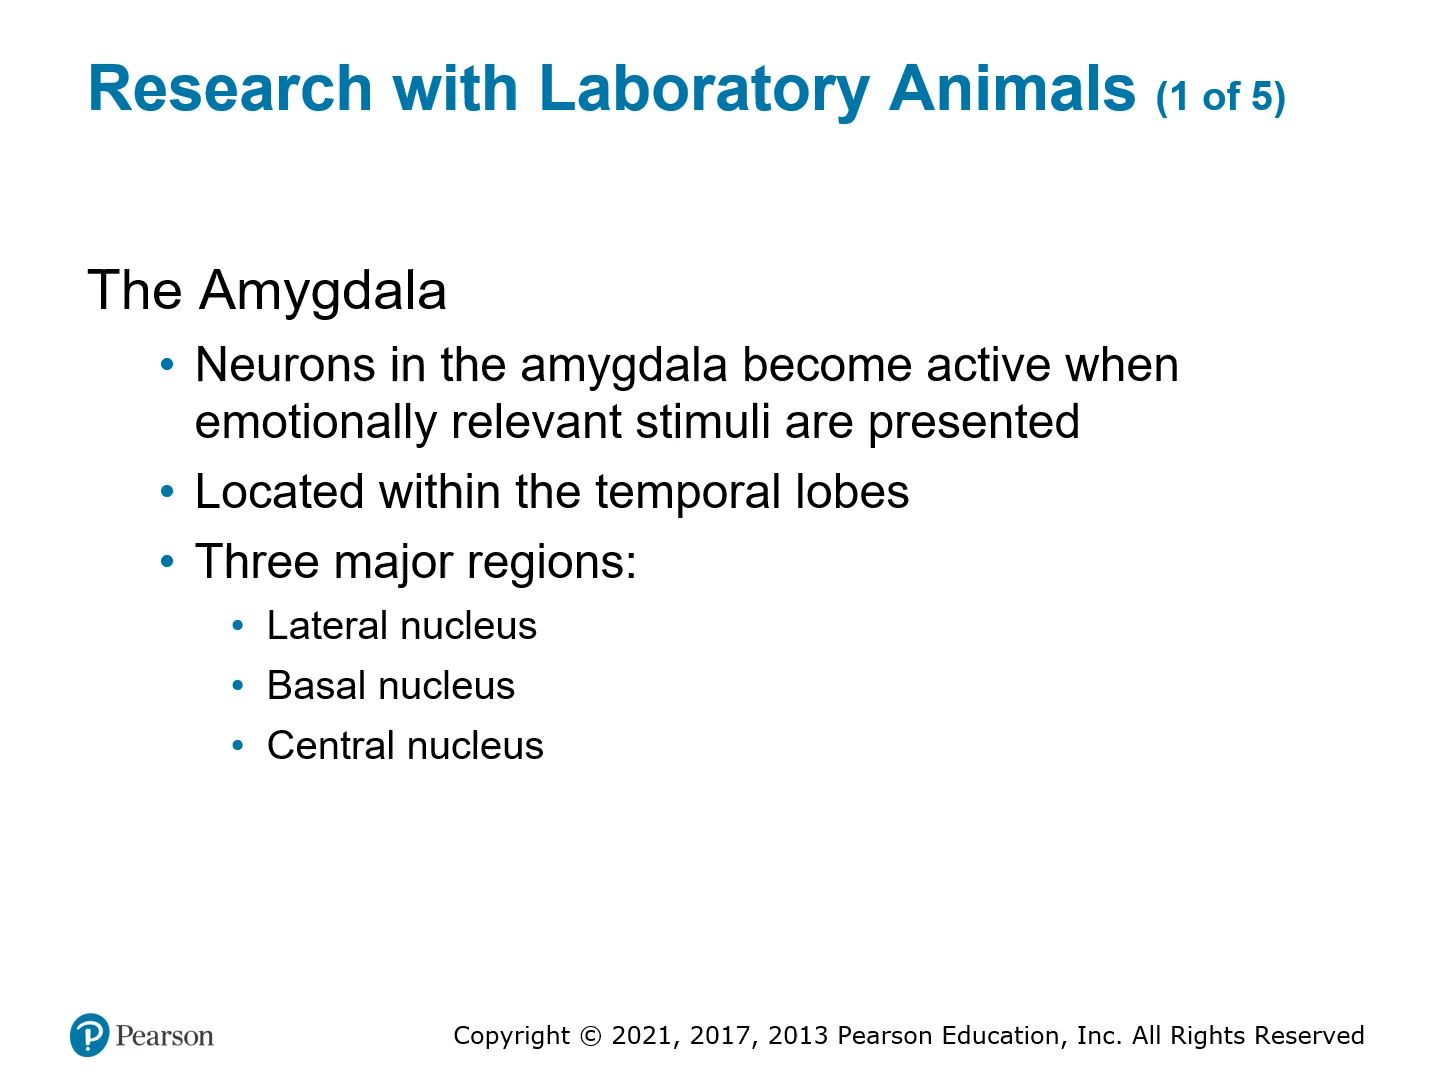 Research with Laboratory Animals (1 of 5)
The Amygdala
• Neurons in the amygdala become active when
emotionally relevant stimuli are presented
• Located within the temporal lobes
• Three major regions:
• Lateral nucleus
• Basal nucleus
• Central nucleus
Pearson
Copyright © 2021, 2017, 2013 Pearson Education, Inc. All Rights Reserved